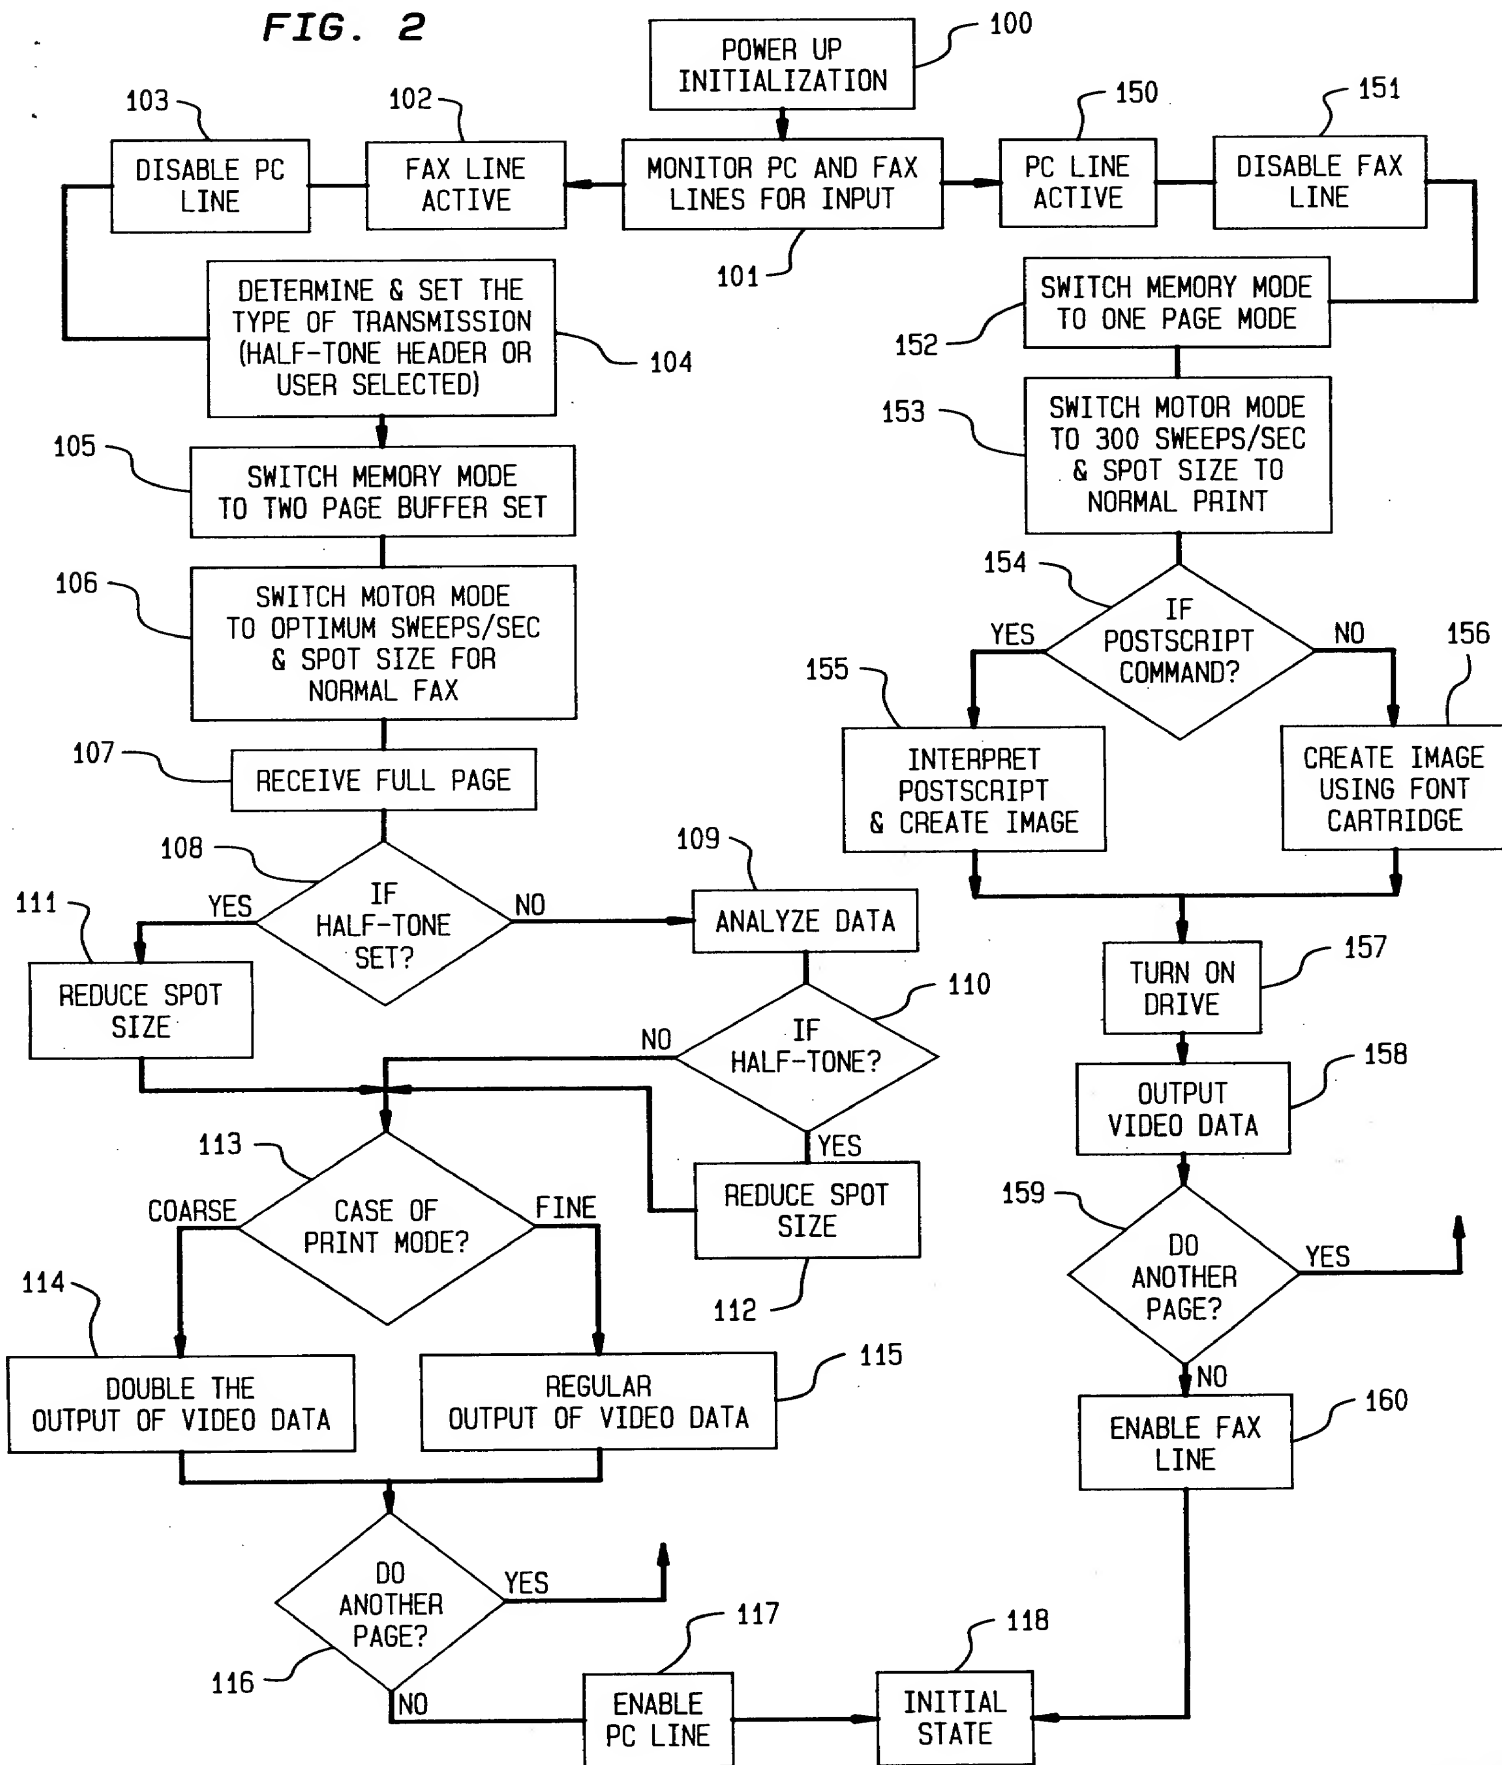 FIG. 2
POWER UP
INITIALIZATION
100
103
102
150
151
DISABLE PC
LINE
FAX LINE
ACTIVE
MONITOR PC AND FAX
LINES FOR INPUT
101
PC LINE
ACTIVE
DISABLE FAX
LINE
DETERMINE & SET THE
TYPE OF TRANSMISSION
(HALF-TONE HEADER OR
USER SELECTED)
104
SWITCH MEMORY MODE
TO ONE PAGE MODE
152
105
SWITCH MEMORY MODE
TO TWO PAGE BUFFER SET
153
SWITCH MOTOR MODE
TO 300 SWEEPS/SEC
& SPOT SIZE TO
NORMAL PRINT
106
SWITCH MOTOR MODE
TO OPTIMUM SWEEPS/SEC
& SPOT SIZE FOR
NORMAL FAX
154
IF
POSTSCRIPT
COMMAND?
YES
NO
107
RECEIVE FULL PAGE
155
INTERPRET
POSTSCRIPT
& CREATE IMAGE
156
CREATE IMAGE
USING FONT
CARTRIDGE
108
IF
HALF-TONE
SET?
YES
NO
109
ANALYZE DATA
111
REDUCE SPOT
SIZE
110
IF
HALF-TONE?
NO
YES
157
TURN ON
DRIVE
158
OUTPUT
VIDEO DATA
113
CASE OF
PRINT MODE?
COARSE
FINE
REDUCE SPOT
SIZE
112
159
DO
ANOTHER
PAGE?
YES
NO
114
DOUBLE THE
OUTPUT OF VIDEO DATA
115
REGULAR
OUTPUT OF VIDEO DATA
160
ENABLE FAX
LINE
DO
ANOTHER
PAGE?
YES
116
NO
117
ENABLE
PC LINE
118
INITIAL
STATE